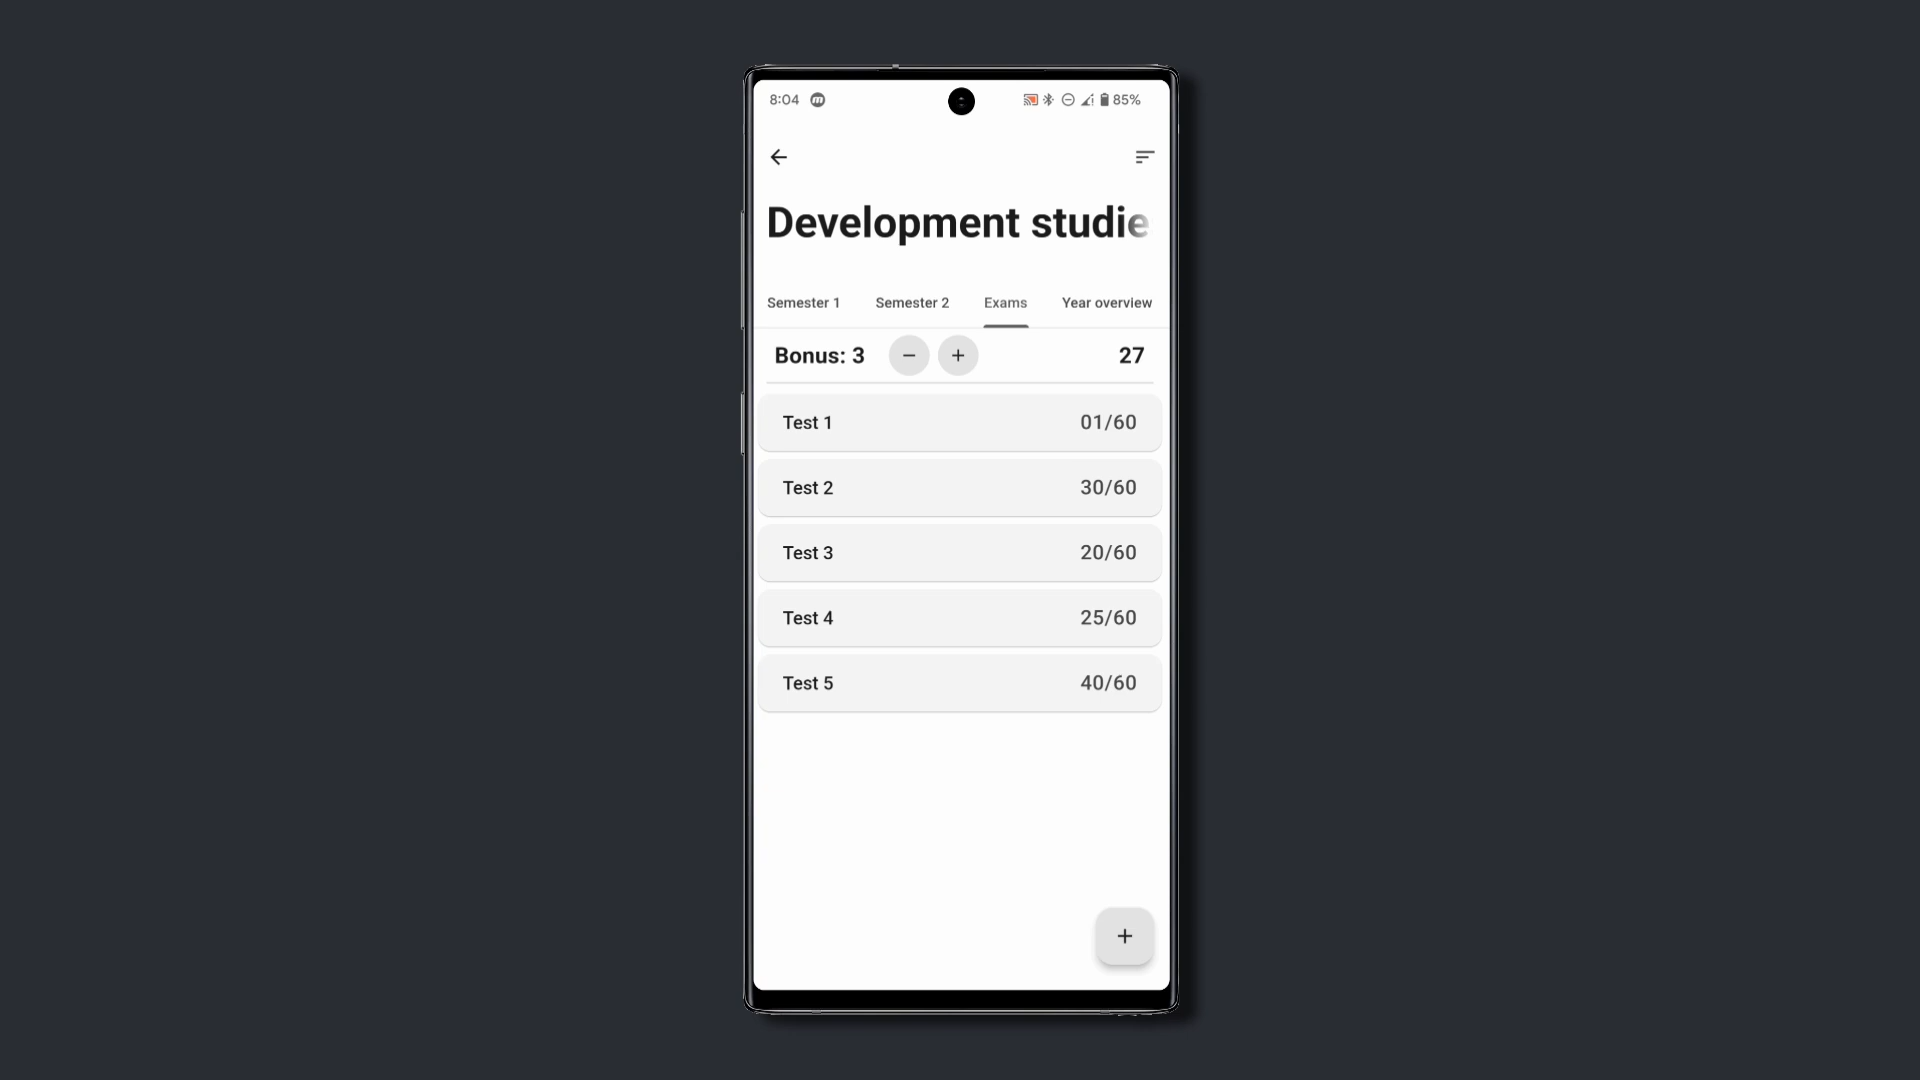 8:04 m 85%
Development studie
Semester 1 Semester 2 Exams Year overview
Bonus: 3 − + 27
Test 1 01/60
Test 2 30/60
Test 3 20/60
Test 4 25/60
Test 5 40/60
+